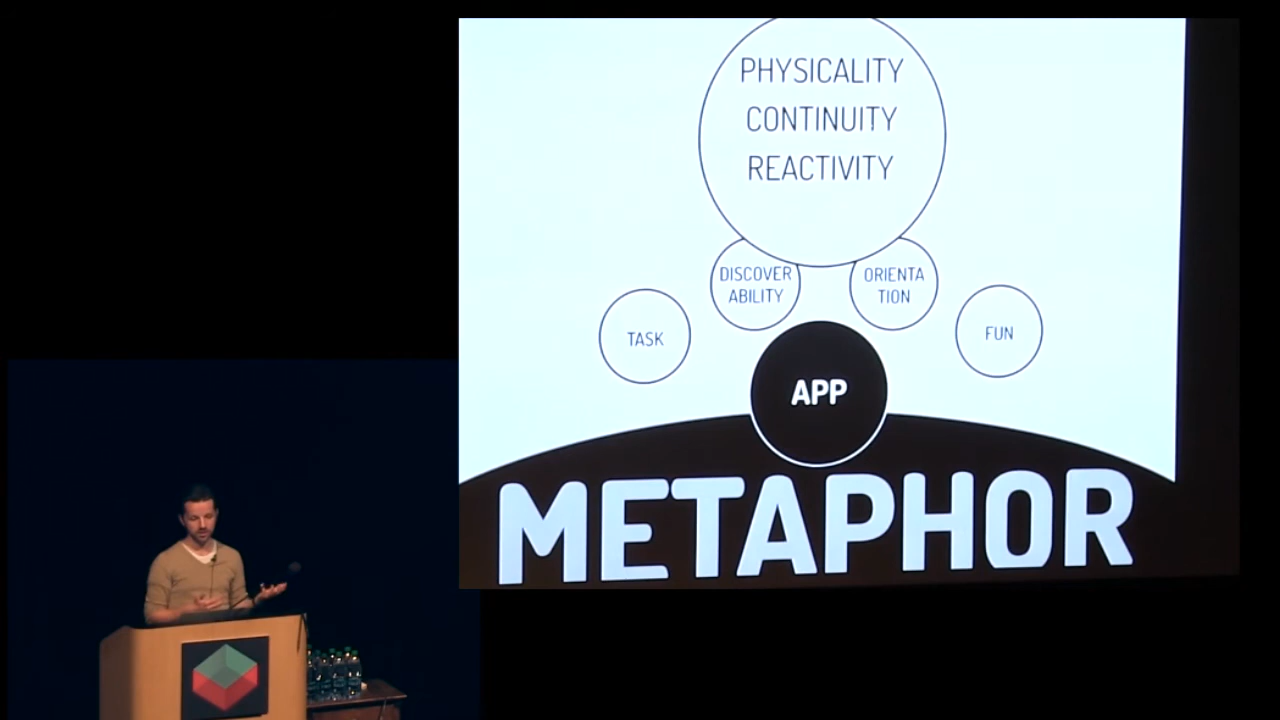 PHYSICALITY
CONTINUITY
REACTIVITY
DISCOVER
ABILITY
ORIENTA
TION
TASK
FUN
APP
METAPHOR